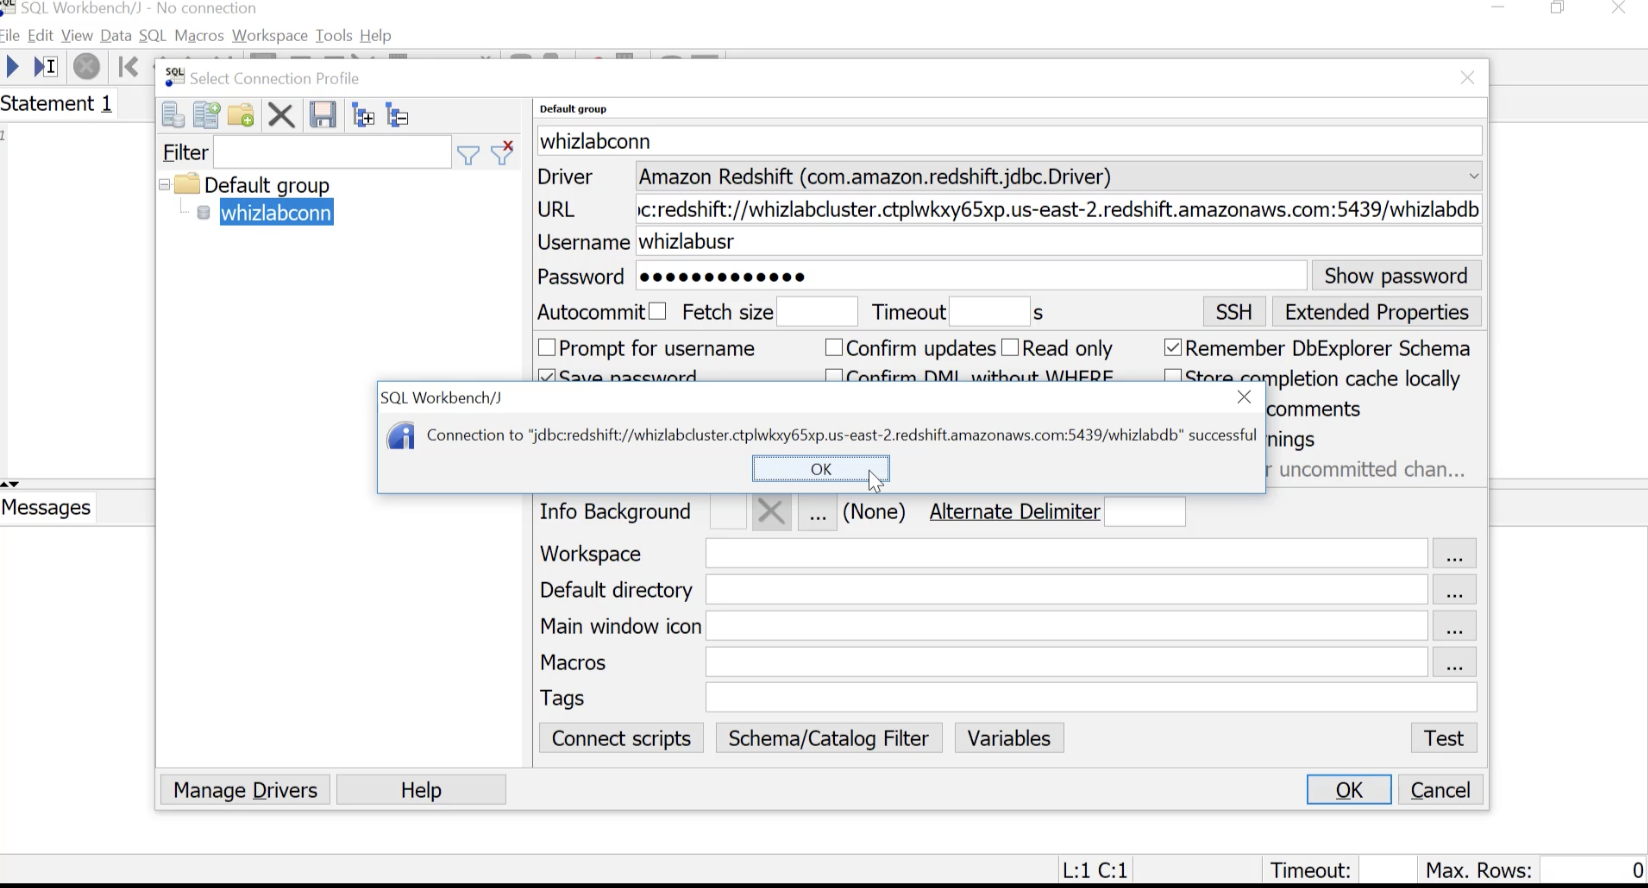 SQL Workbench/J - No connection
File Edit View Data SQL Macros Workspace Tools Help
Statement 1
1
SQL Select Connection Profile
Filter
Default group
whizlabconn
Default group
whizlabconn
Driver Amazon Redshift (com.amazon.redshift.jdbc.Driver)
URL c:redshift://whizlabcluster.ctplwkxy65xp.us-east-2.redshift.amazonaws.com:5439/whizlabdb
Username whizlabusr
Password ●●●●●●●●●●●●● Show password
Autocommit Fetch size Timeout s SSH Extended Properties
Prompt for username Confirm updates Read only Remember DbExplorer Schema
Save password Confirm DML without WHERE Store completion cache locally
comments
nings
r uncommitted chan...
SQL Workbench/J
Connection to "jdbc:redshift://whizlabcluster.ctplwkxy65xp.us-east-2.redshift.amazonaws.com:5439/whizlabdb" successful
OK
Messages
Info Background ... (None) Alternate Delimiter
Workspace ...
Default directory ...
Main window icon ...
Macros ...
Tags
Connect scripts Schema/Catalog Filter Variables Test
Manage Drivers Help OK Cancel
L:1 C:1 Timeout: Max. Rows: 0